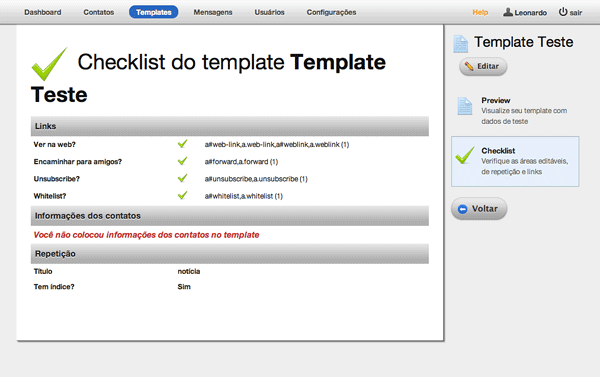 Dashboard Contatos Templates Mensagens Usuários Configurações Help Leonardo sair
Checklist do template Template
Teste
Links
Ver na web? a#web-link,a.web-link,a#weblink,a.weblink (1)
Encaminhar para amigos? a#forward,a.forward (1)
Unsubscribe? a#unsubscribe,a.unsubscribe (1)
Whitelist? a#whitelist,a.whitelist (1)
Informações dos contatos
Você não colocou informações dos contatos no template
Repetição
Título noticia
Tem índice? Sim
Template Teste
Editar
Preview
Visualize seu template com
dados de teste
Checklist
Verifique as áreas editáveis,
de repetição e links
Voltar